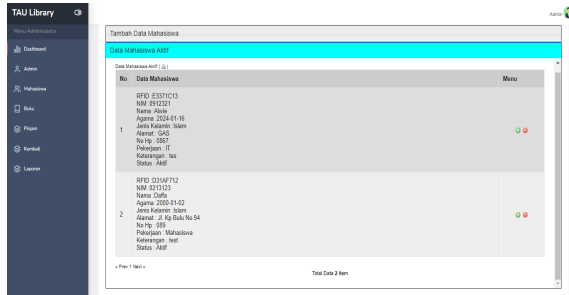 TAU Library
Admin
Menu Administrator
Dashboard
Admin
Mahasiswa
Buku
Pinjam
Kembali
Laporan
Tambah Data Mahasiswa
Data Mahasiswa Aktif
Data Mahasiswa Aktif | |
No Data Mahasiswa Menu
1
RFID :E3371C13
NIM :0912321
Nama :Alwie
Agama :2024-01-16
Jenis Kelamin :Islam
Alamat : GAS
No Hp : 0867
Pekerjaan : IT
Keterangan : tes
Status : Aktif
2
RFID :D31AF712
NIM :0213123
Nama :Daffa
Agama :2000-01-02
Jenis Kelamin :Islam
Alamat : Jl. Kp Bulu No.94
No Hp : 089
Pekerjaan : Mahasiswa
Keterangan : test
Status : Aktif
« Prev 1 Next »
Total Data 2 Item